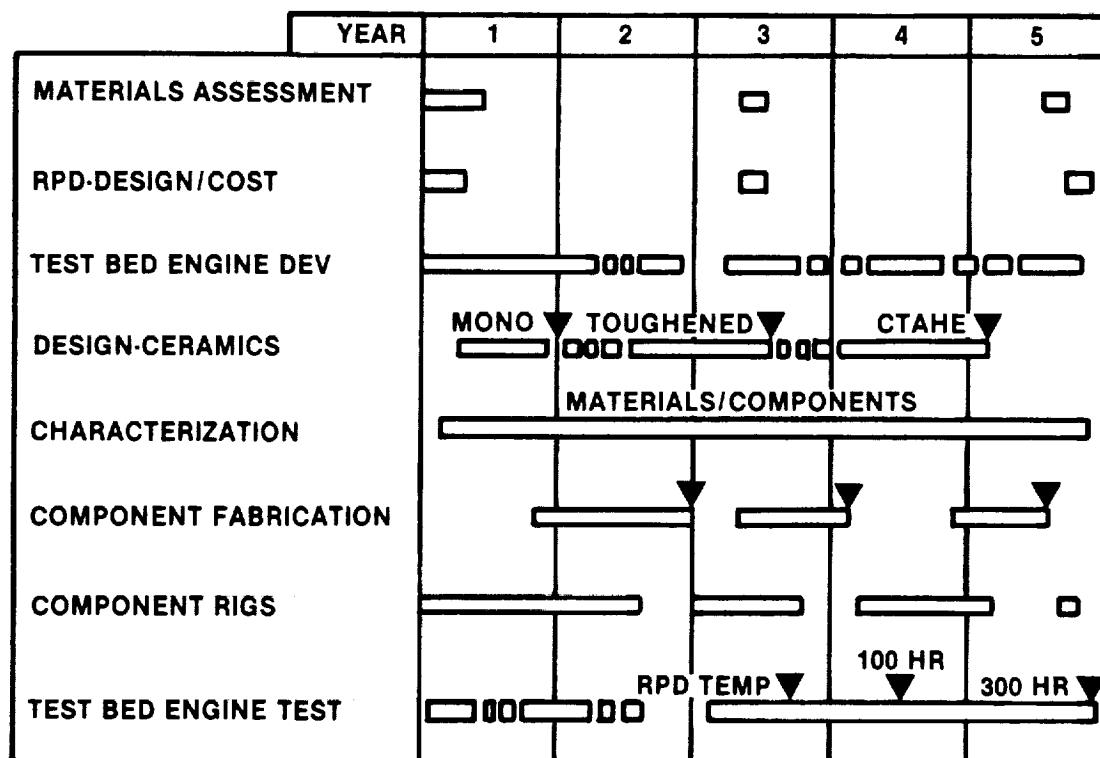 YEAR 1 2 3 4 5
MATERIALS ASSESSMENT
RPD-DESIGN/COST
TEST BED ENGINE DEV
MONO TOUGHENED CTAHE
DESIGN-CERAMICS
MATERIALS/COMPONENTS
CHARACTERIZATION
COMPONENT FABRICATION
COMPONENT RIGS
100 HR
RPD TEMP 300 HR
TEST BED ENGINE TEST